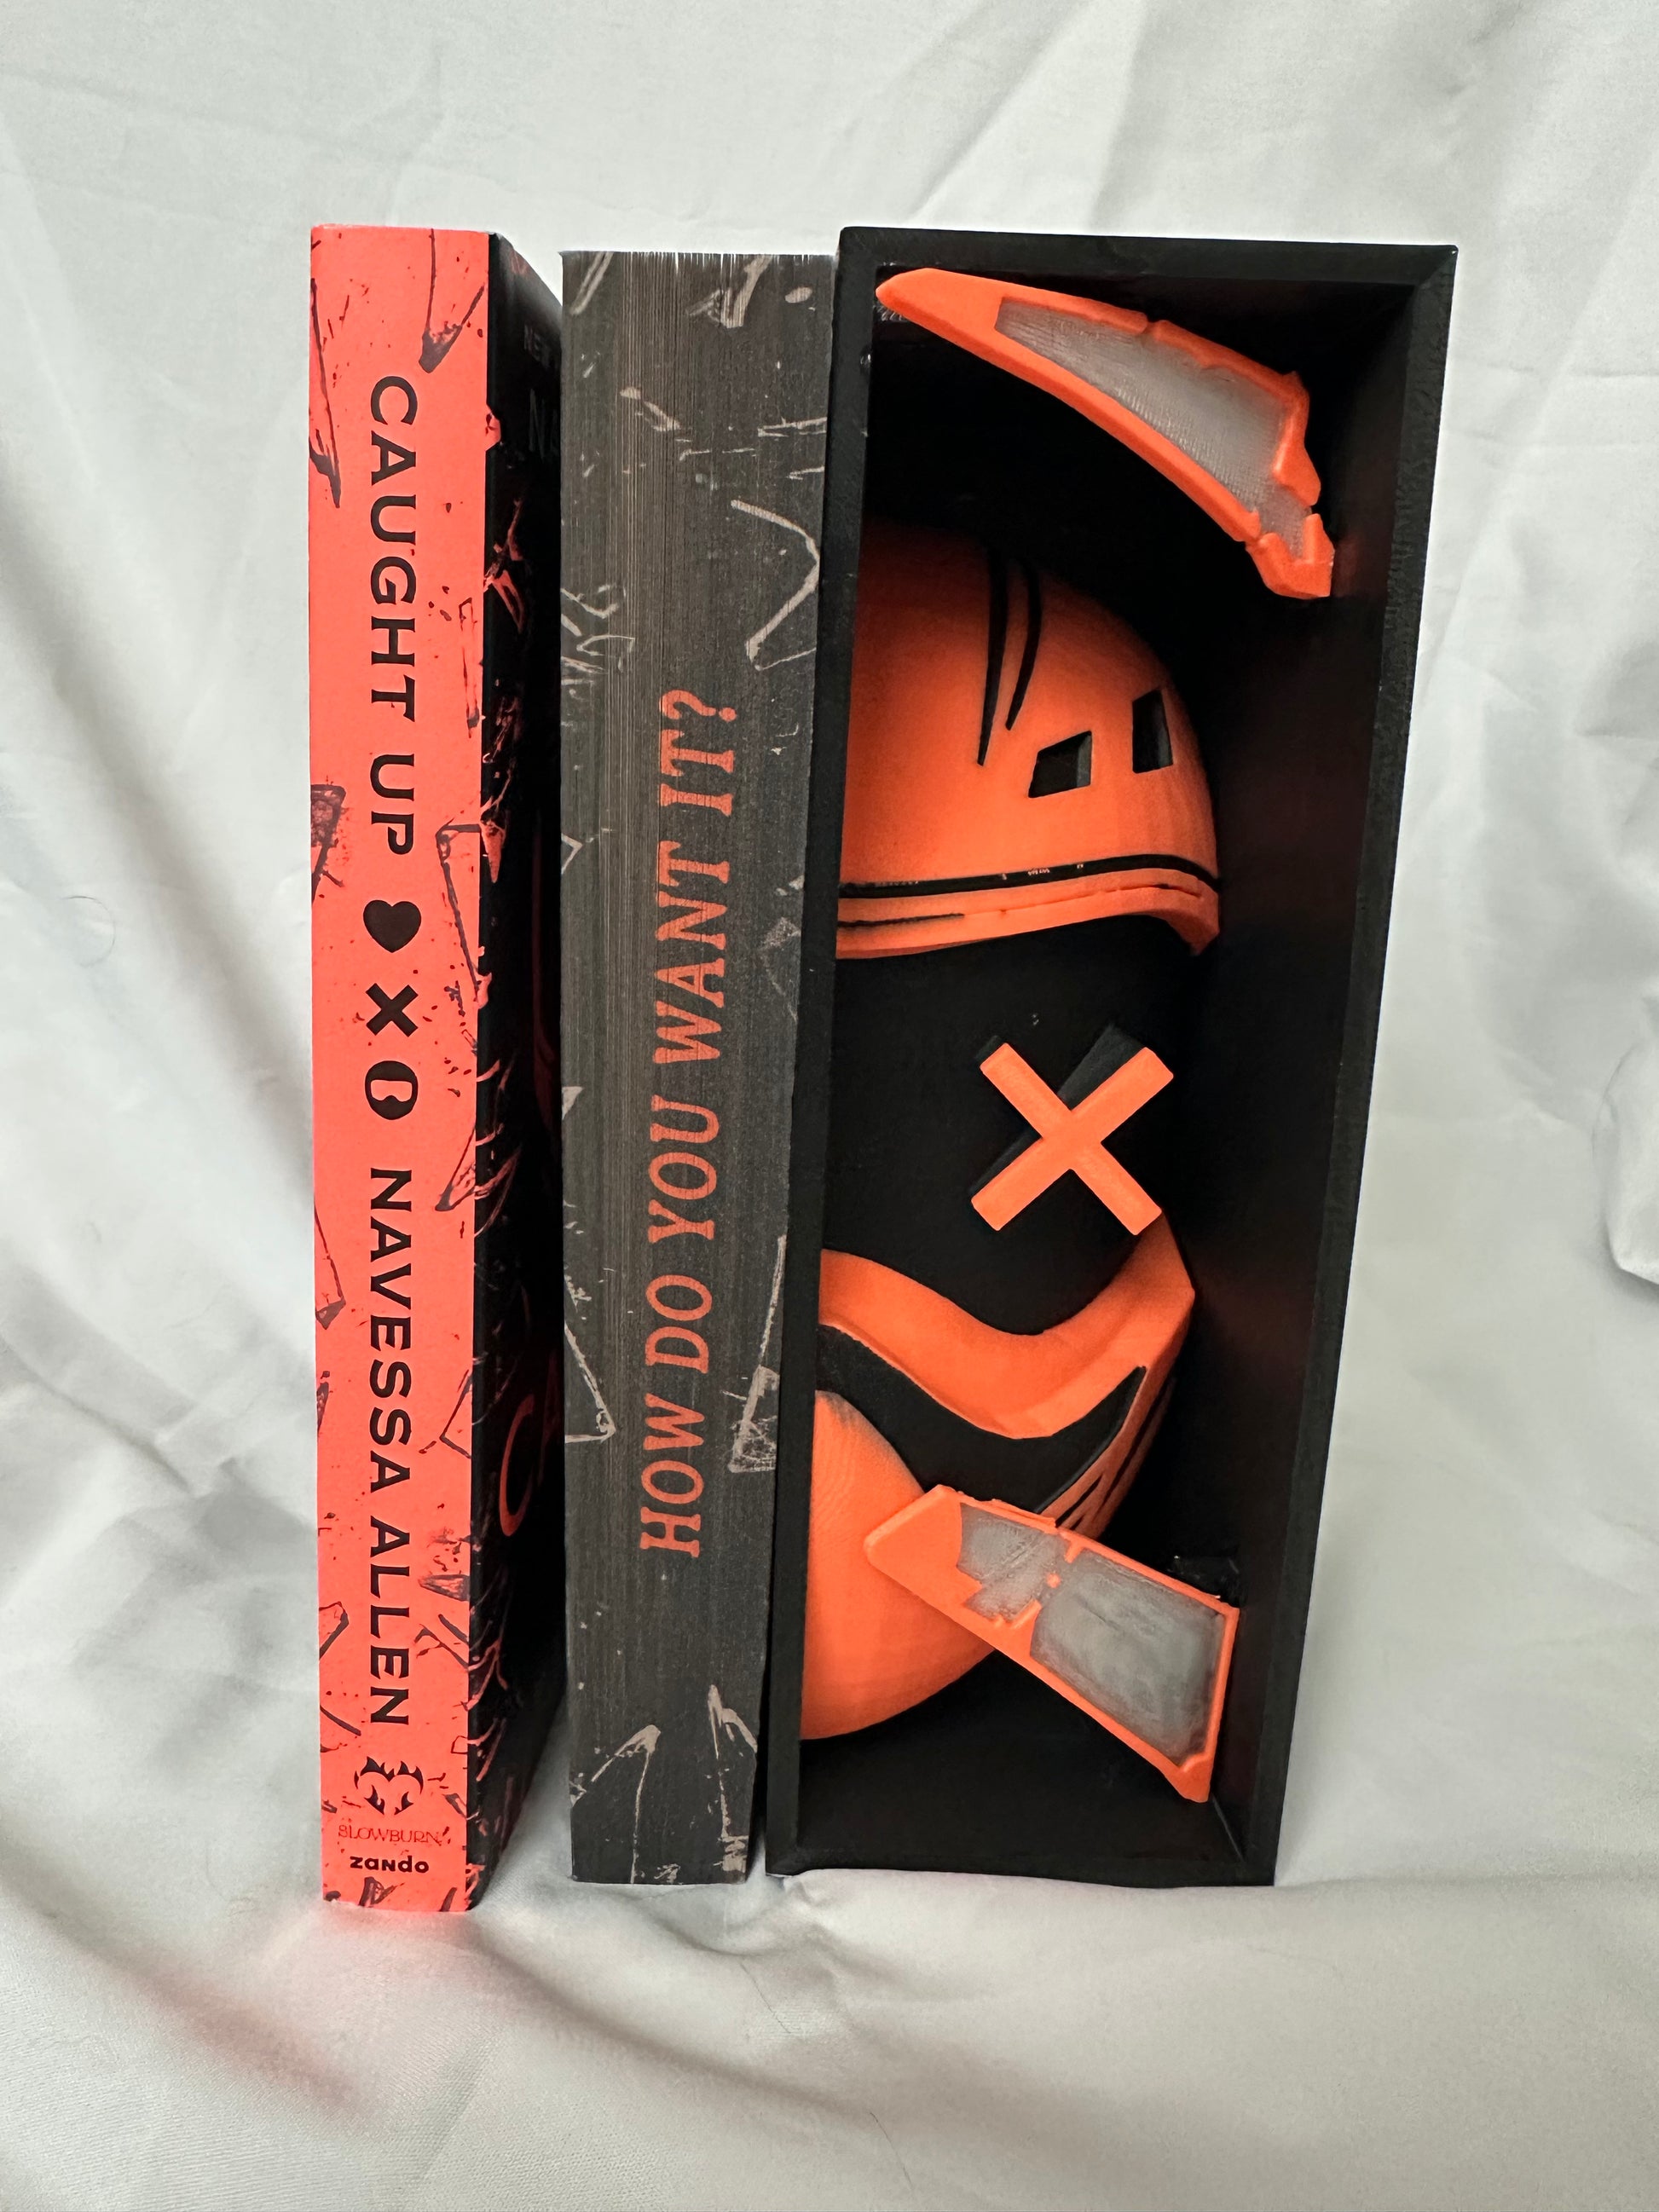 CAUGHT UP ♥ X NAVESSA ALLEN
SLOWBURN
zando
HOW DO YOU WANT IT?